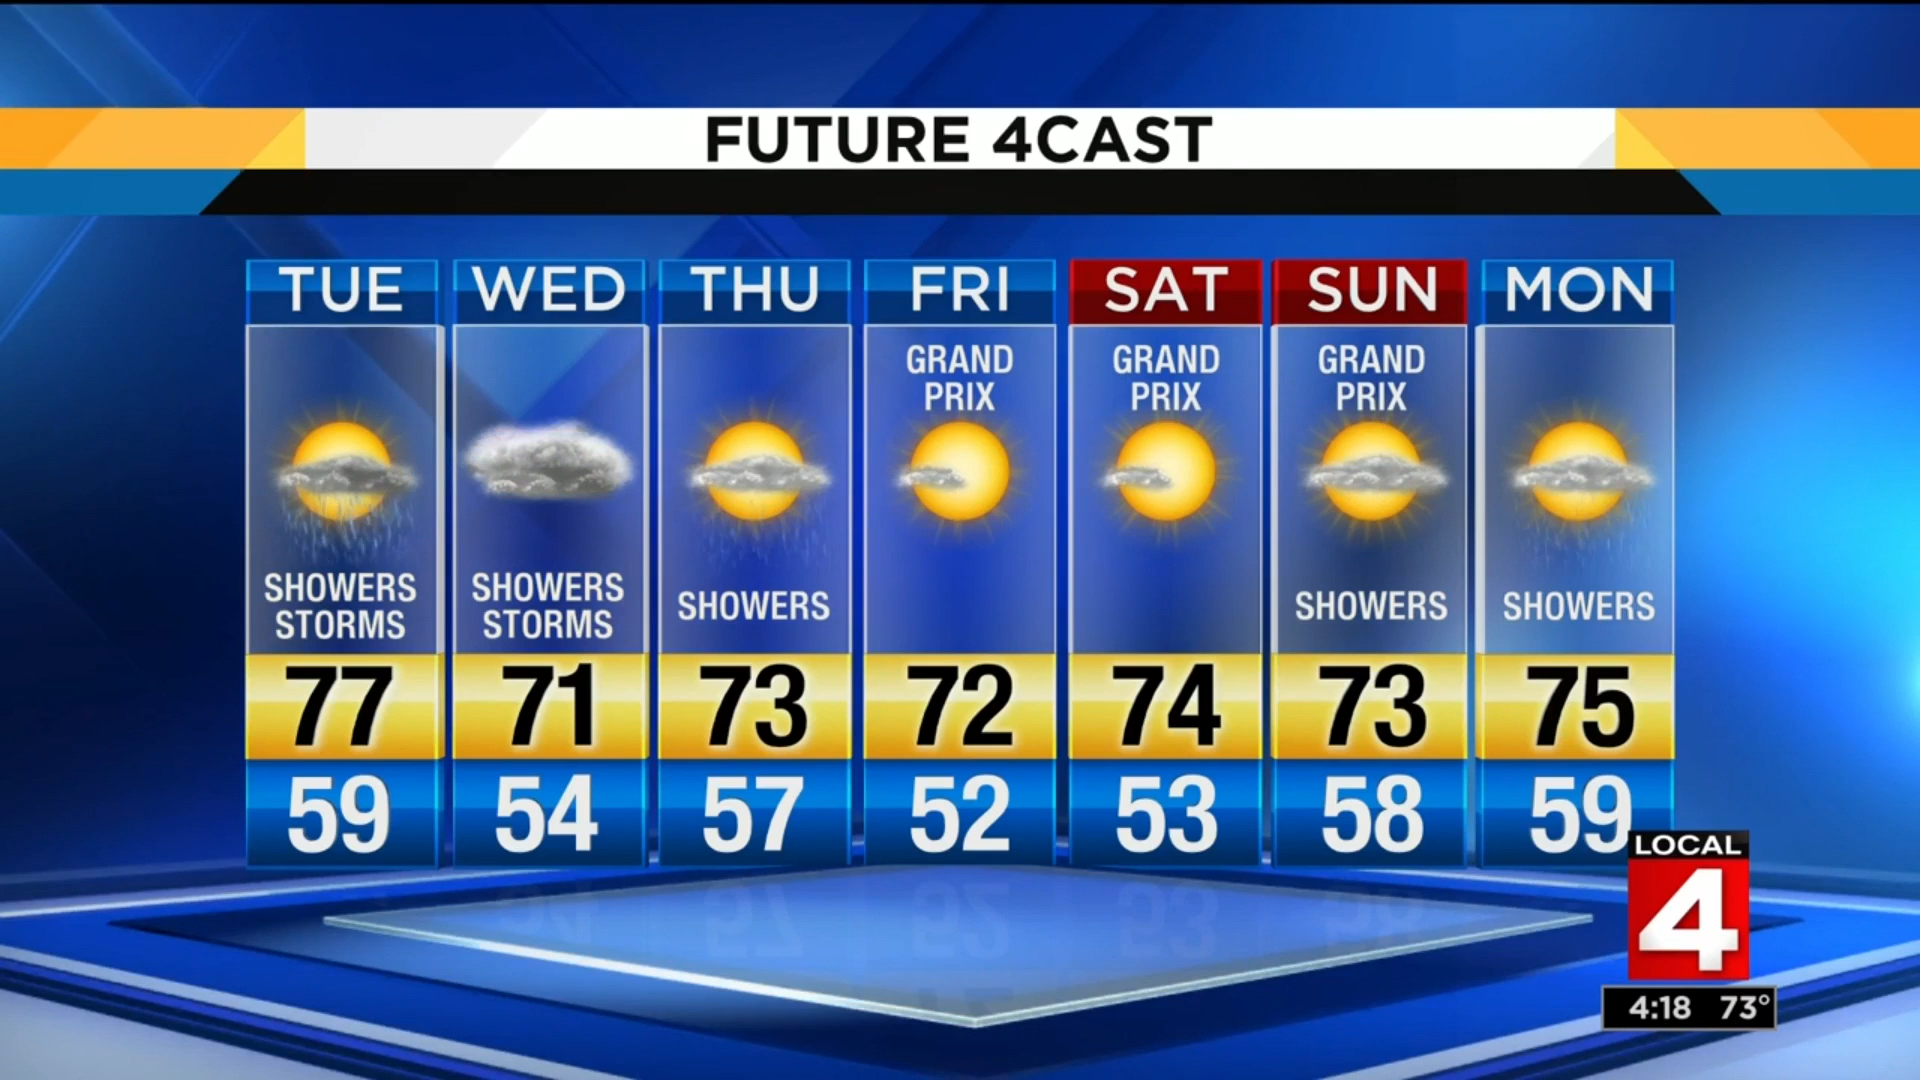 FUTURE 4CAST
TUE WED THU FRI SAT SUN MON
GRAND PRIX
GRAND PRIX
GRAND PRIX
SHOWERS STORMS
SHOWERS STORMS
SHOWERS
SHOWERS
SHOWERS
77 71 73 72 74 73 75
59 54 57 52 53 58 59
LOCAL
4
4:18 73°